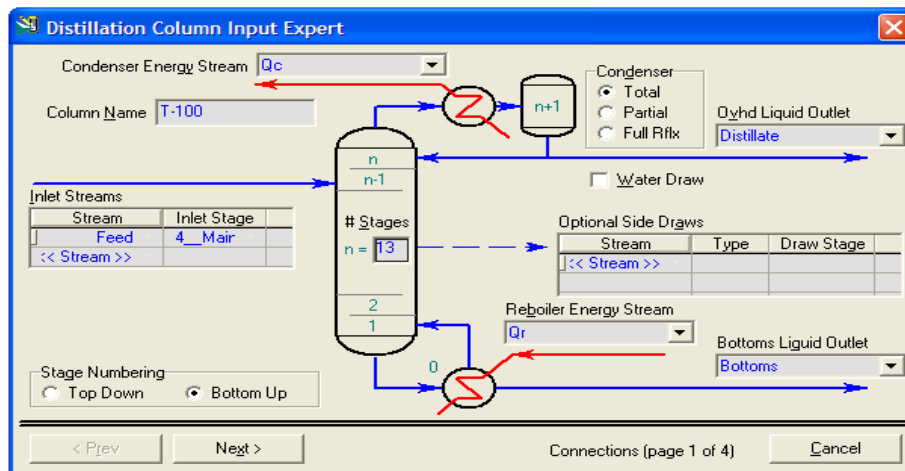 Distillation Column Input Expert
Condenser Energy Stream Qc
Column Name T-100
n+1
Condenser
Total
Partial
Full Rflx
Ovhd Liquid Outlet
Distillate
Water Draw
n
n-1
Inlet Streams
Stream Inlet Stage
Feed 4__Mair
<< Stream >>
# Stages
n = 13
Optional Side Draws
Stream Type Draw Stage
<< Stream >>
2
1
Reboiler Energy Stream
Qr
0
Bottoms Liquid Outlet
Bottoms
Stage Numbering
Top Down Bottom Up
< Prev Next > Connections (page 1 of 4) Cancel